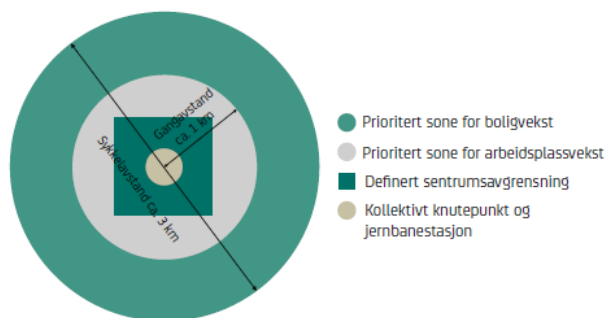 Gangavstand
ca. 1 km
Sykkelavstand ca. 3 km
Prioritert sone for boligvekst
Prioritert sone for arbeidsplassvekst
Definert sentrumsavgrensning
Kollektivt knutepunkt og
jernbanestasjon